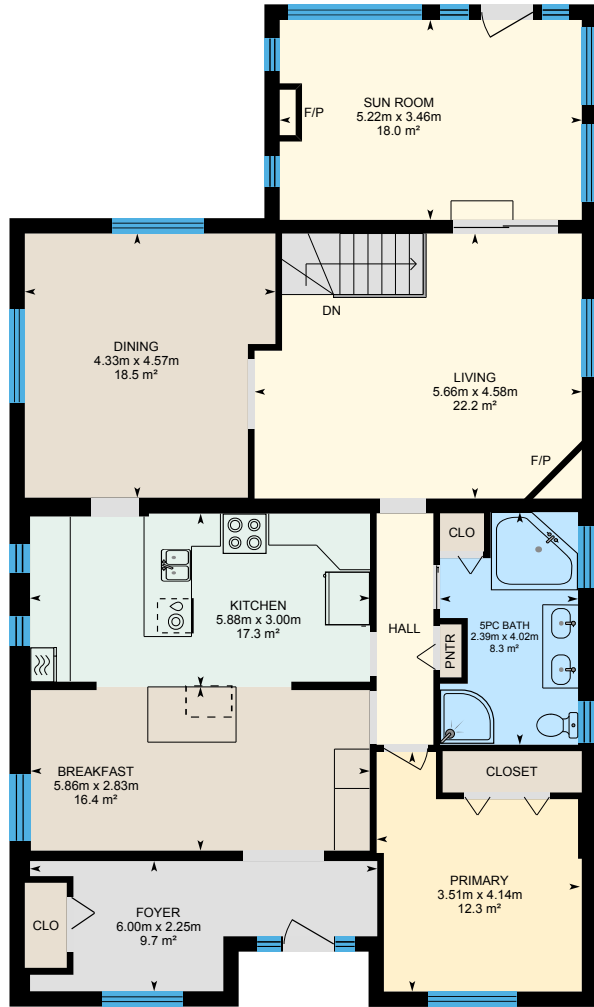 SUN ROOM
5.22m x 3.46m
18.0 m²
F/P
DN
DINING
4.33m x 4.57m
18.5 m²
LIVING
5.66m x 4.58m
22.2 m²
F/P
KITCHEN
5.88m x 3.00m
17.3 m²
HALL
CLO
5PC BATH
2.39m x 4.02m
8.3 m²
PNTR
BREAKFAST
5.86m x 2.83m
16.4 m²
CLOSET
PRIMARY
3.51m x 4.14m
12.3 m²
FOYER
6.00m x 2.25m
9.7 m²
CLO